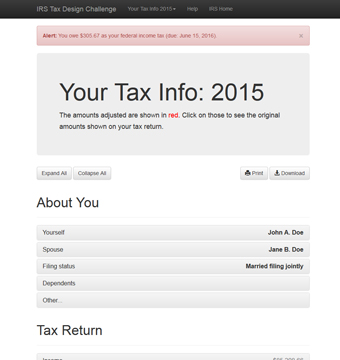 IRS Tax Design Challenge Your Tax Info 2015 Help IRS Home
Alert: You owe $305.67 as your federal income tax (due: June 15, 2016) ×
Your Tax Info: 2015
The amounts adjusted are shown in red. Click on those to see the original
amounts shown on your tax return.
Expand All Collapse All Print Download
About You
Yourself John A. Doe
Spouse Jane B. Doe
Filing status Married filing jointly
Dependents
Other...
Tax Return